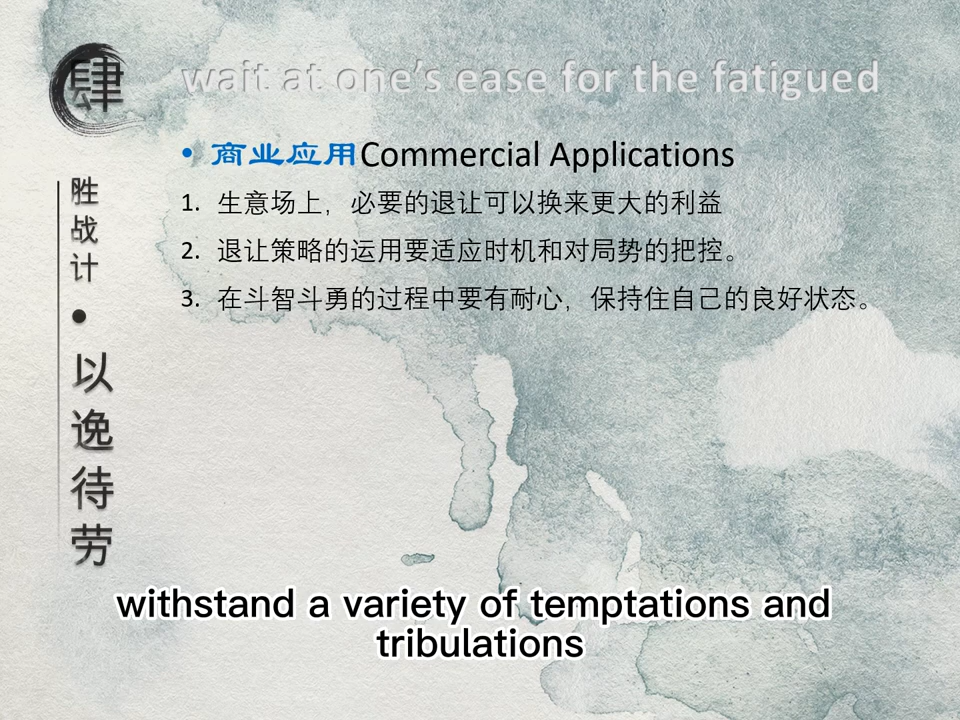 肆
wait at one's ease for the fatigued
胜战计•以逸待劳
• 商业应用Commercial Applications
1. 生意场上，必要的退让可以换来更大的利益
2. 退让策略的运用要适应时机和对局势的把控。
3. 在斗智斗勇的过程中要有耐心，保持住自己的良好状态。
withstand a variety of temptations and
tribulations